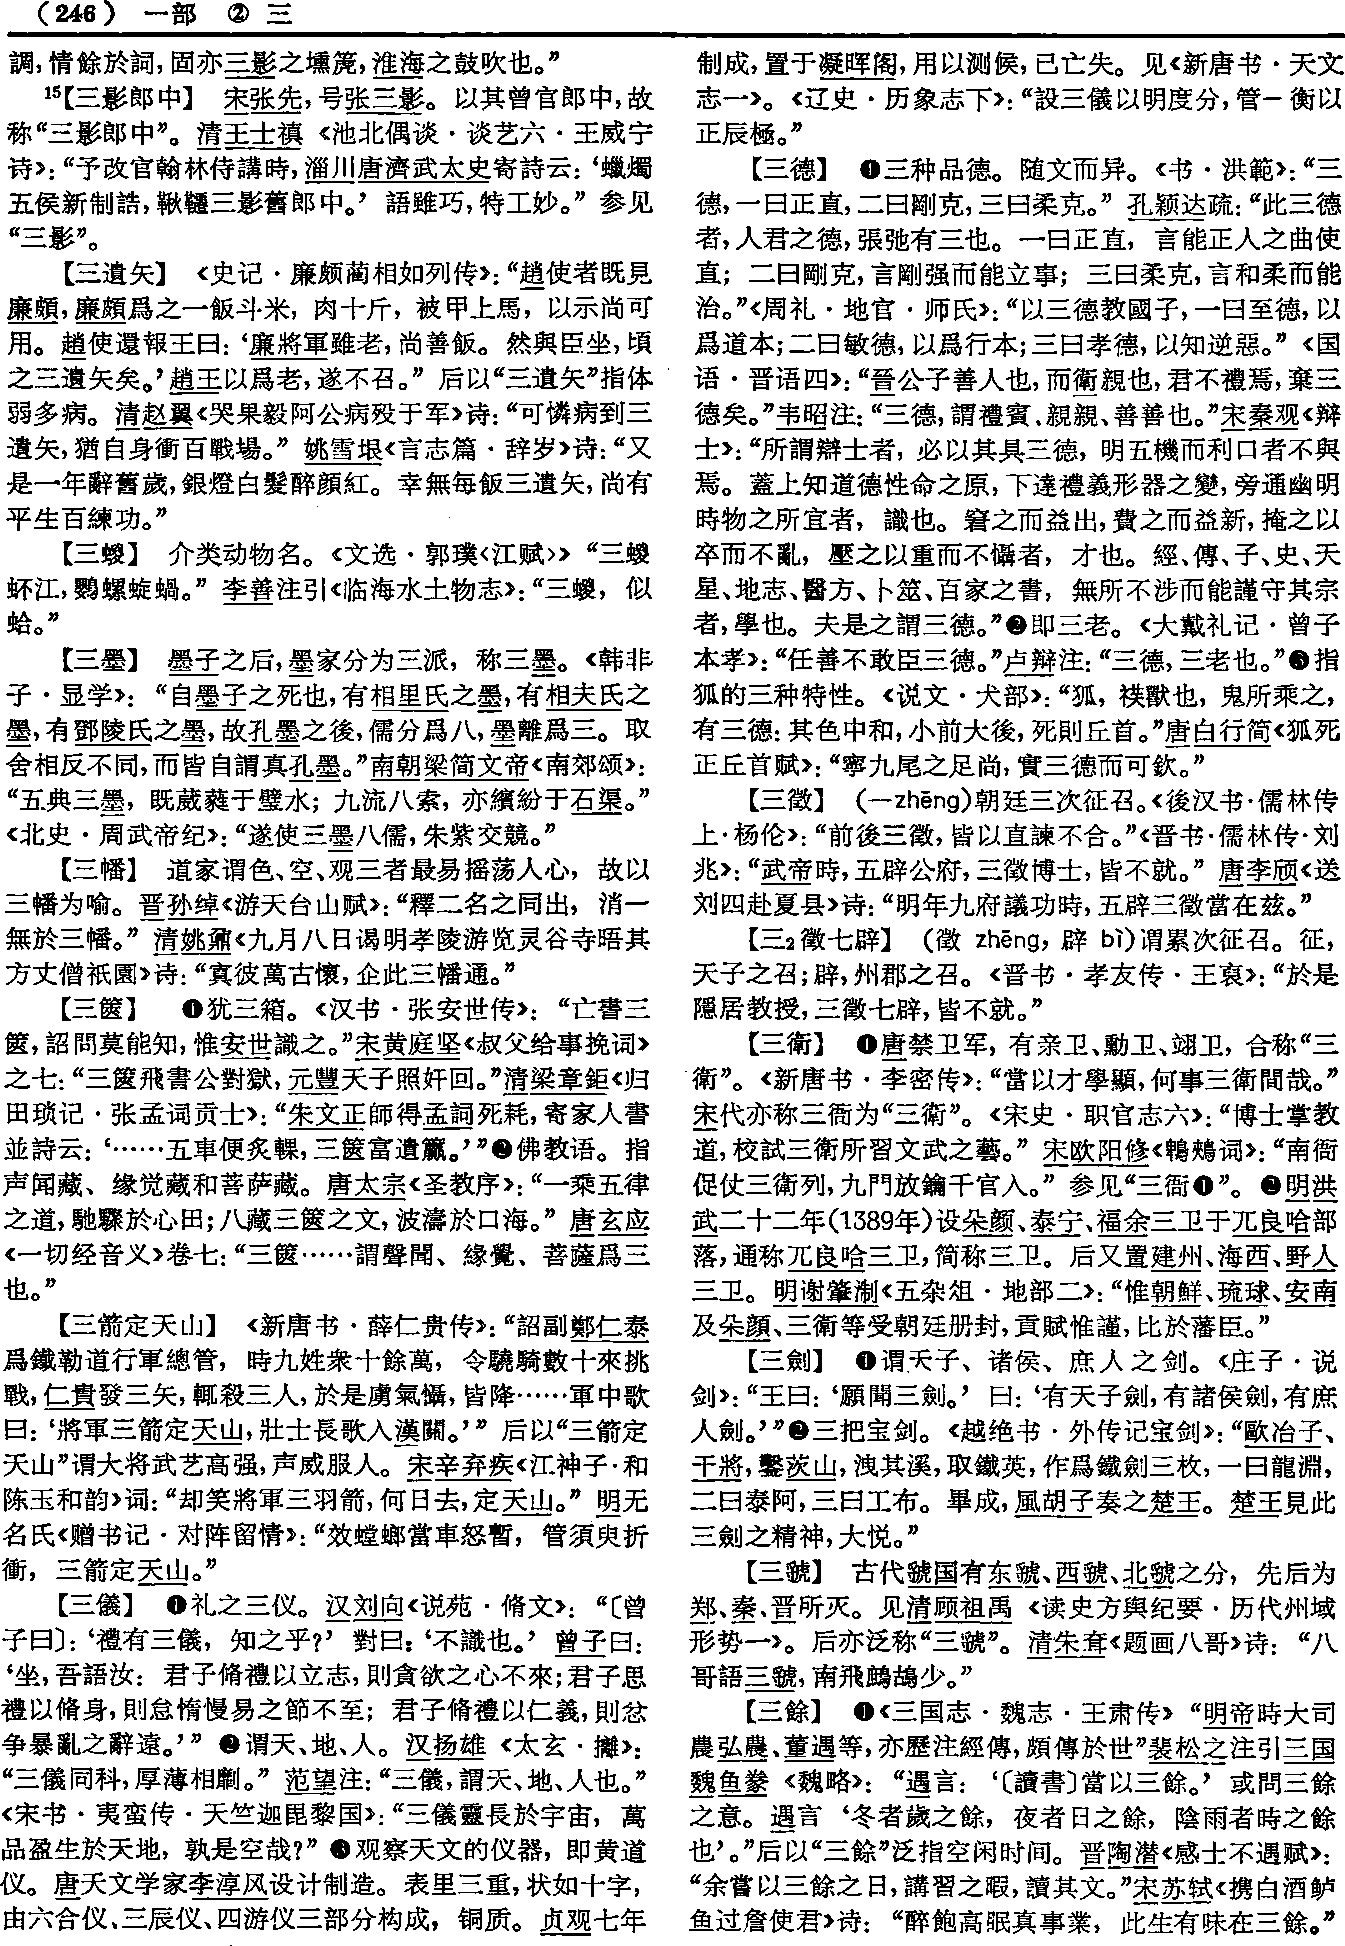 （246） 一部 ② 三
調，情餘於詞，固亦三影之壎篪，淮海之鼓吹也。”
15【三影郎中】 宋张先，号张三影。以其曾官郎中，故
称“三影郎中”。清王士禛《池北偶谈·谈艺六·王威宁
诗》：“予改官翰林侍講時，淄川唐濟武太史寄詩云：‘蠟燭
五侯新制誥，鞦韆三影舊郎中。’語雖巧，特工妙。”参见
“三影”。
【三遺矢】 《史记·廉颇蔺相如列传》：“趙使者既見
廉頗，廉頗爲之一飯斗米，肉十斤，被甲上馬，以示尚可
用。趙使還報王曰：‘廉將軍雖老，尚善飯。然與臣坐，頃
之三遺矢矣。’趙王以爲老，遂不召。”后以“三遺矢”指体
弱多病。清赵翼《哭果毅阿公病殁于军》诗：“可憐病到三
遺矢，猶自身衝百戰場。”姚雪垠《言志篇·辞岁》诗：“又
是一年辭舊歲，銀燈白髮醉顔紅。幸無每飯三遺矢，尚有
平生百練功。”
【三蝬】 介类动物名。《文选·郭璞〈江赋〉》“三蝬
虾江，鹦螺蜁蝸。”李善注引《临海水土物志》：“三蝬，似
蛤。”
【三墨】 墨子之后，墨家分为三派，称三墨。《韩非
子·显学》：“自墨子之死也，有相里氏之墨，有相夫氏之
墨，有鄧陵氏之墨，故孔墨之後，儒分爲八，墨離爲三。取
舍相反不同，而皆自謂真孔墨。”南朝梁简文帝《南郊颂》：
“五典三墨，既葳蕤于璧水；九流八索，亦繽紛于石渠。”
《北史·周武帝纪》：“遂使三墨八儒，朱紫交競。”
【三幡】 道家谓色、空、观三者最易摇荡人心，故以
三幡为喻。晋孙绰《游天台山赋》：“釋二名之同出，消一
無於三幡。”清姚鼐《九月八日谒明孝陵游览灵谷寺晤其
方丈僧祇園》诗：“真彼萬古懷，企此三幡通。”
【三篋】 ❶犹三箱。《汉书·张安世传》：“亡書三
篋，詔問莫能知，惟安世識之。”宋黄庭坚《叔父给事挽词》
之七：“三篋飛書公對獄，元豐天子照奸回。”清梁章鉅《归
田琐记·张孟词贡士》：“朱文正師得孟詞死耗，寄家人書
並詩云：‘……五車便炙輠，三篋富遺籯。’”❷佛教语。指
声闻藏、缘觉藏和菩萨藏。唐太宗《圣教序》：“一乘五律
之道，馳驟於心田；八藏三篋之文，波濤於口海。”唐玄应
《一切经音义》卷七：“三篋……謂聲聞、緣覺、菩薩爲三
也。”
【三箭定天山】 《新唐书·薛仁贵传》：“詔副鄭仁泰
爲鐵勒道行軍總管，時九姓衆十餘萬，令驍騎數十來挑
戰，仁貴發三矢，輒殺三人，於是虜氣懾，皆降……軍中歌
曰：‘將軍三箭定天山，壯士長歌入漢關。’”后以“三箭定
天山”谓大将武艺高强，声威服人。宋辛弃疾《江神子·和
陈玉和韵》词：“却笑將軍三羽箭，何日去，定天山。”明无
名氏《赠书记·对阵留情》：“效螳螂當車怒暫，管須臾折
衝，三箭定天山。”
【三儀】 ❶礼之三仪。汉刘向《说苑·脩文》：“〔曾
子曰〕：‘禮有三儀，知之乎？’對曰：‘不識也。’曾子曰：
‘坐，吾語汝：君子脩禮以立志，則貪欲之心不來；君子思
禮以脩身，則怠惰慢易之節不至；君子脩禮以仁義，則忿
争暴亂之辭遠。’”❷谓天、地、人。汉扬雄《太玄·攡》：
“三儀同科，厚薄相劘。”范望注：“三儀，謂天、地、人也。”
《宋书·夷蛮传·天竺迦毘黎国》：“三儀靈長於宇宙，萬
品盈生於天地，孰是空哉？”❸观察天文的仪器，即黄道
仪。唐天文学家李淳风设计制造。表里三重，状如十字，
由六合仪、三辰仪、四游仪三部分构成，铜质。贞观七年
制成，置于凝晖阁，用以测候，已亡失。见《新唐书·天文
志一》。《辽史·历象志下》：“設三儀以明度分，管一衡以
正辰極。”
【三德】 ❶三种品德。随文而异。《书·洪範》：“三
德，一曰正直，二曰剛克，三曰柔克。”孔颖达疏：“此三德
者，人君之德，張弛有三也。一曰正直，言能正人之曲使
直；二曰剛克，言剛强而能立事；三曰柔克，言和柔而能
治。”《周礼·地官·师氏》：“以三德教國子，一曰至德，以
爲道本；二曰敏德，以爲行本；三曰孝德，以知逆惡。”《国
语·晋语四》：“晉公子善人也，而衛親也，君不禮焉，棄三
德矣。”韦昭注：“三德，謂禮賓、親親、善善也。”宋秦观《辩
士》：“所謂辯士者，必以其具三德，明五機而利口者不與
焉。蓋上知道德性命之原，下達禮義形器之變，旁通幽明
時物之所宜者，識也。窘之而益出，費之而益新，掩之以
卒而不亂，壓之以重而不懾者，才也。經、傳、子、史、天
星、地志、醫方、卜筮、百家之書，無所不涉而能謹守其宗
者，學也。夫是之謂三德。”❷即三老。《大戴礼记·曾子
本孝》：“任善不敢臣三德。”卢辩注：“三德，三老也。”❸指
狐的三种特性。《说文·犬部》：“狐，䄏獸也，鬼所乘之，
有三德：其色中和，小前大後，死則丘首。”唐白行简《狐死
正丘首赋》：“寧九尾之足尚，實三德而可欽。”
【三徵】 （一zhēng）朝廷三次征召。《後汉书·儒林传
上·杨伦》：“前後三徵，皆以直諫不合。”《晋书·儒林传·刘
兆》：“武帝時，五辟公府，三徵博士，皆不就。”唐李颀《送
刘四赴夏县》诗：“明年九府議功時，五辟三徵當在兹。”
【三2徵七辟】 （徵 zhēng，辟 bì）谓累次征召。征，
天子之召；辟，州郡之召。《晋书·孝友传·王裒》：“於是
隱居教授，三徵七辟，皆不就。”
【三衛】 ❶唐禁卫军，有亲卫、勳卫、翊卫，合称“三
衛”。《新唐书·李密传》：“當以才學顯，何事三衛間哉。”
宋代亦称三衙为“三衛”。《宋史·职官志六》：“博士掌教
道，校試三衛所習文武之藝。”宋欧阳修《鹎鵊词》：“南衙
促仗三衛列，九門放鑰千官入。”参见“三衙❶”。❷明洪
武二十二年（1389年）设朵颜、泰宁、福余三卫于兀良哈部
落，通称兀良哈三卫，简称三卫。后又置建州、海西、野人
三卫。明谢肇淛《五杂俎·地部二》：“惟朝鮮、琉球、安南
及朵顔、三衛等受朝廷册封，貢賦惟謹，比於藩臣。”
【三劍】 ❶谓天子、诸侯、庶人之剑。《庄子·说
剑》：“王曰：‘願聞三劍。’曰：‘有天子劍，有諸侯劍，有庶
人劍。’”❷三把宝剑。《越绝书·外传记宝剑》：“歐冶子、
干將，鑿茨山，洩其溪，取鐵英，作爲鐵劍三枚，一曰龍淵，
二曰泰阿，三曰工布。畢成，風胡子奏之楚王。楚王見此
三劍之精神，大悦。”
【三虢】 古代虢国有东虢、西虢、北虢之分，先后为
郑、秦、晋所灭。见清顾祖禹《读史方舆纪要·历代州域
形势一》。后亦泛称“三虢”。清朱耷《题画八哥》诗：“八
哥語三虢，南飛鷓鴣少。”
【三餘】 ❶《三国志·魏志·王肃传》“明帝時大司
農弘農、董遇等，亦歷注經傳，頗傳於世”裴松之注引三国
魏鱼豢《魏略》：“遇言：‘〔讀書〕當以三餘。’或問三餘
之意。遇言‘冬者歲之餘，夜者日之餘，陰雨者時之餘
也’。”后以“三餘”泛指空闲时间。晋陶潜《感士不遇赋》：
“余嘗以三餘之日，講習之暇，讀其文。”宋苏轼《携白酒鲈
鱼过詹使君》诗：“醉飽高眠真事業，此生有味在三餘。”